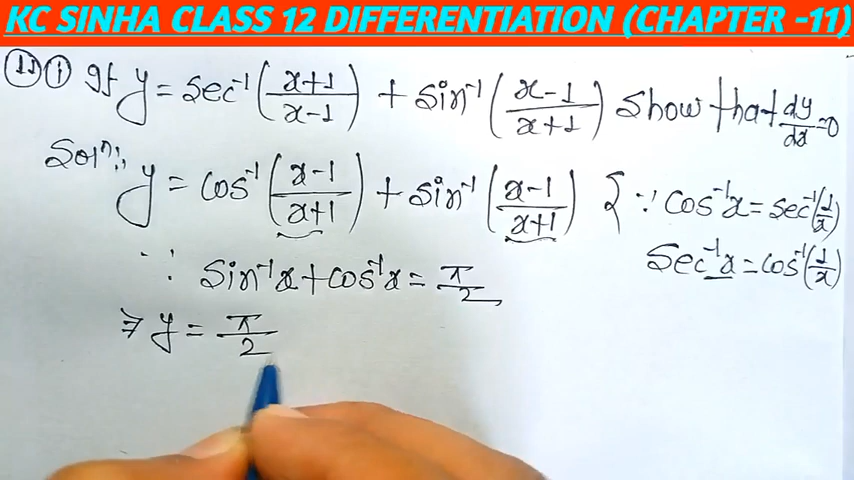 KC SINHA CLASS 12 DIFFERENTIATION (CHAPTER -11)
11 (i) If y = sec⁻¹((x+1)/(x-1)) + sin⁻¹((x-1)/(x+1)) show that dy/dx = 0
Solⁿ:. y = cos⁻¹((x-1)/(x+1)) + sin⁻¹((x-1)/(x+1)) { ∵ cos⁻¹x = sec⁻¹(1/x)
sec⁻¹x = cos⁻¹(1/x)
∵ sin⁻¹x + cos⁻¹x = π/2
⇒ y = π/2